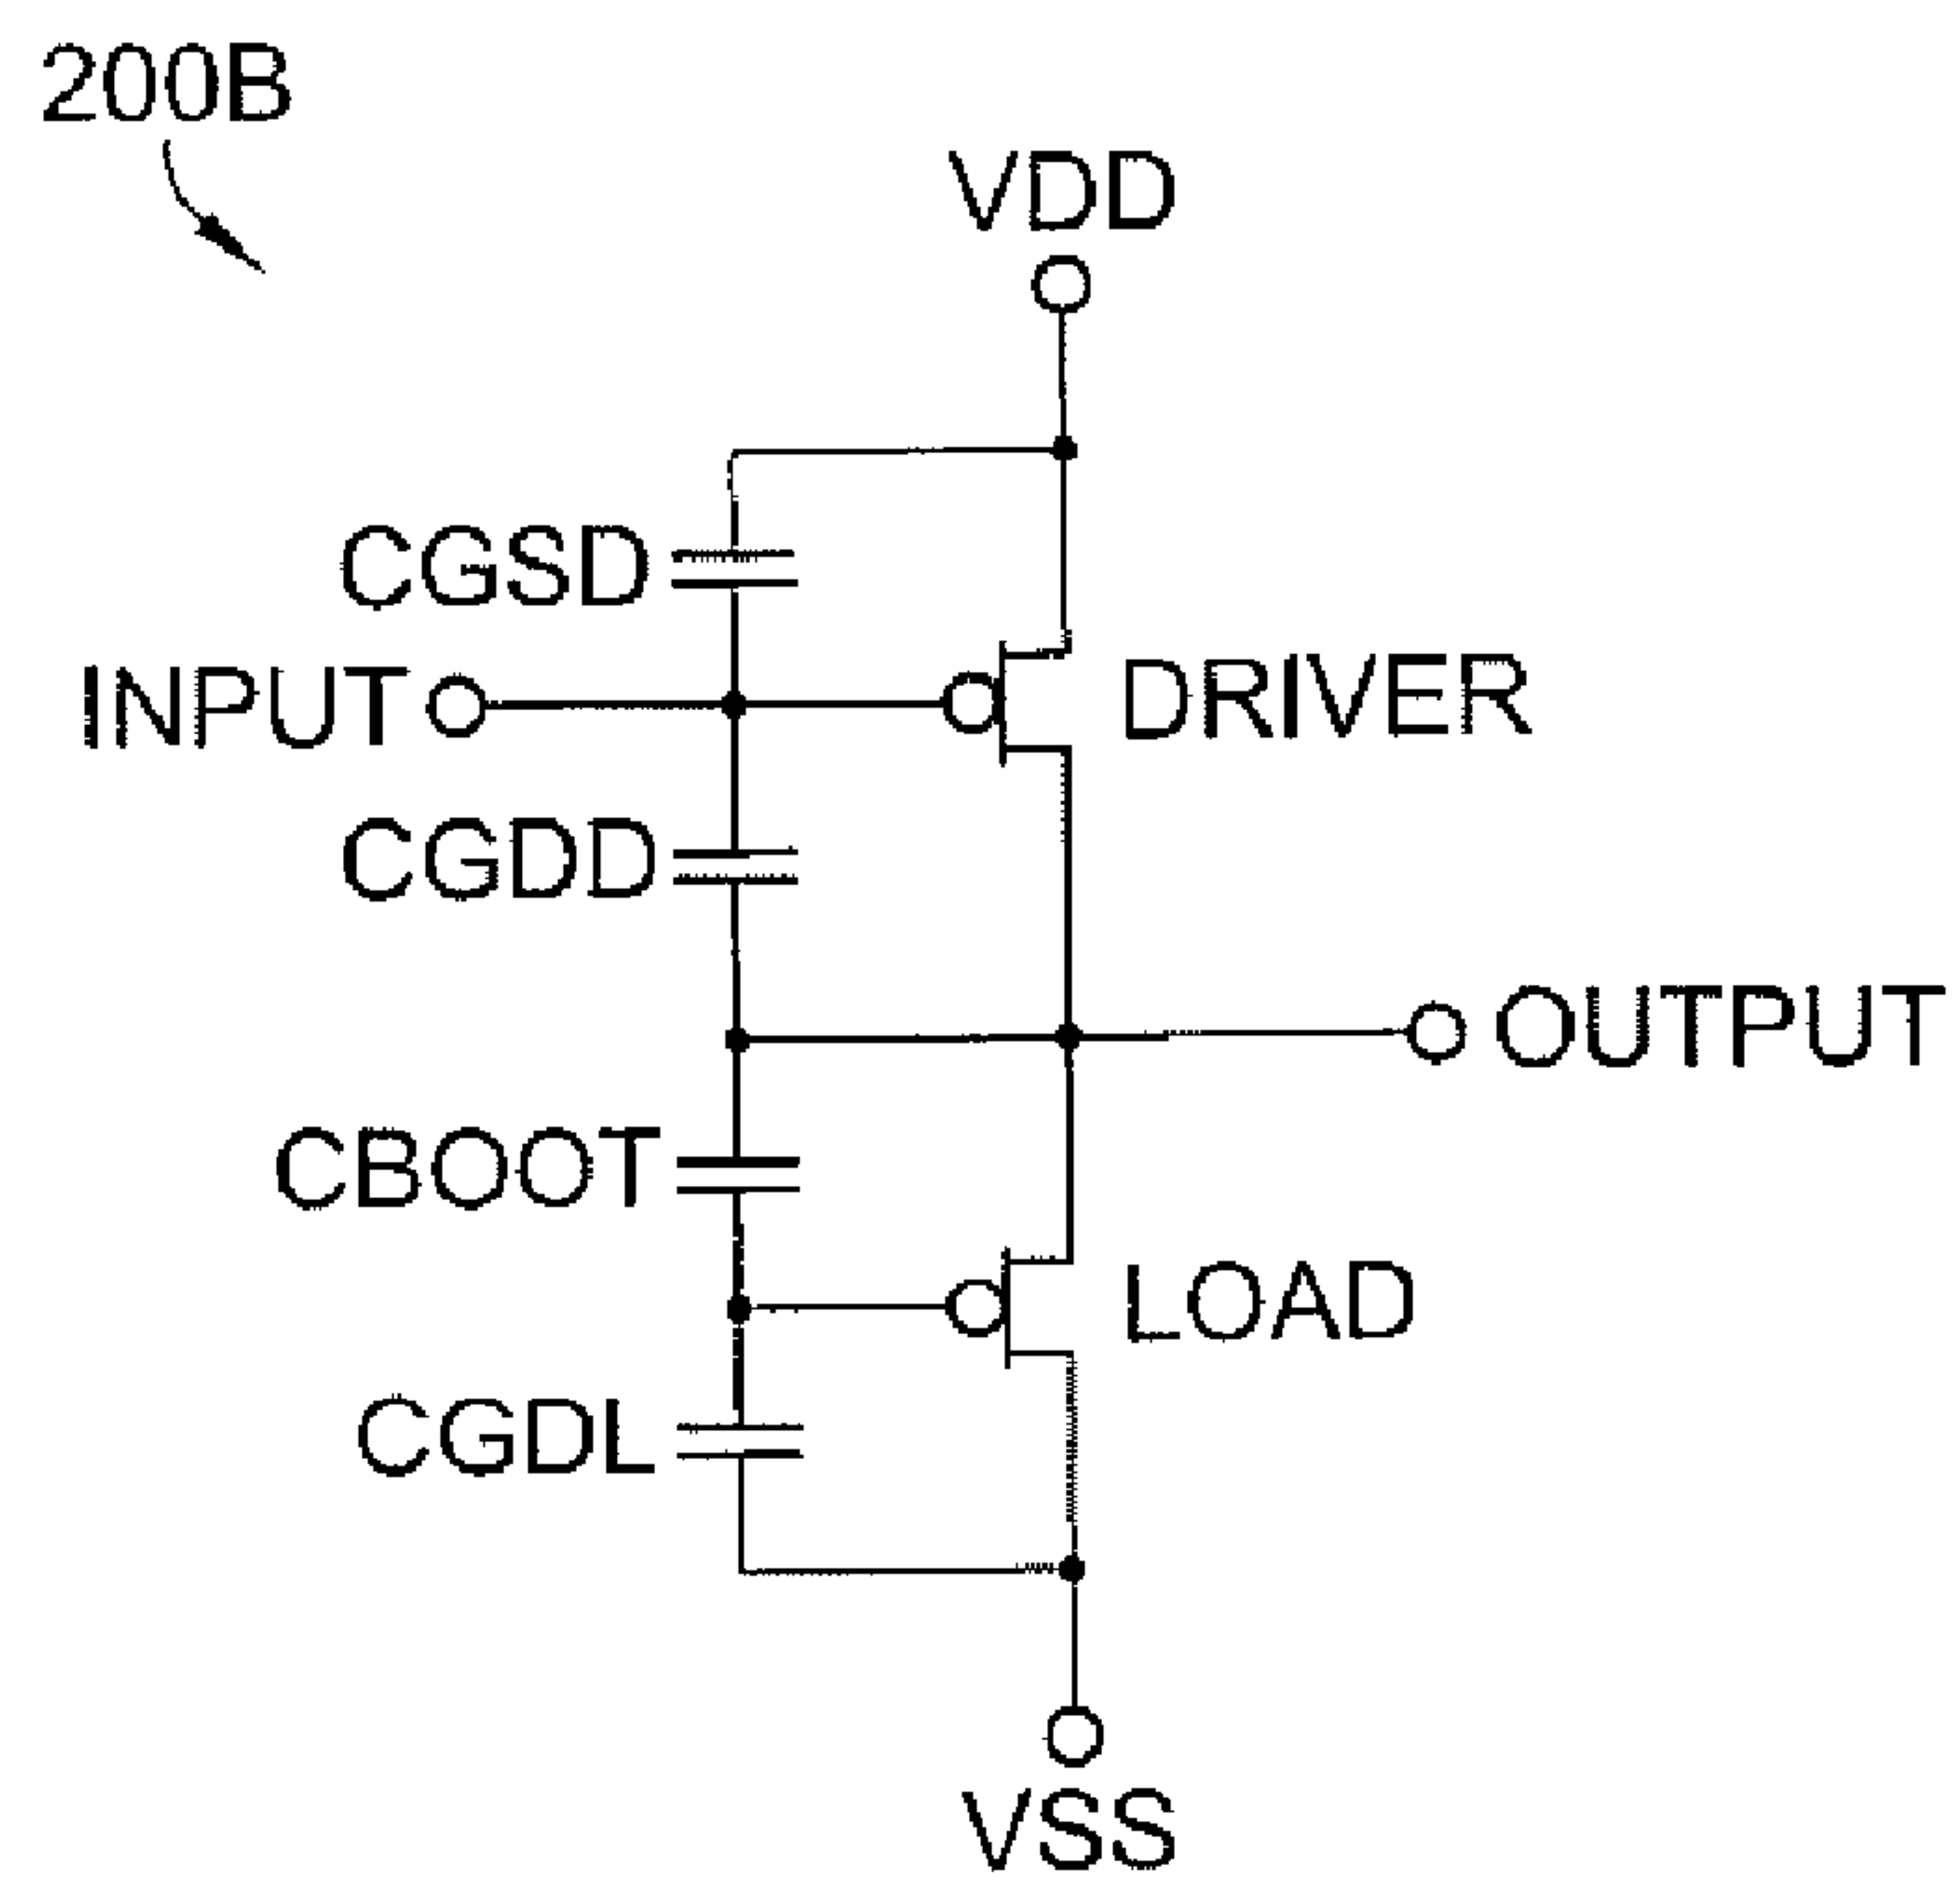 200B
VDD
CGSD
INPUT
DRIVER
CGDD
OUTPUT
CBOOT
LOAD
CGDL
VSS